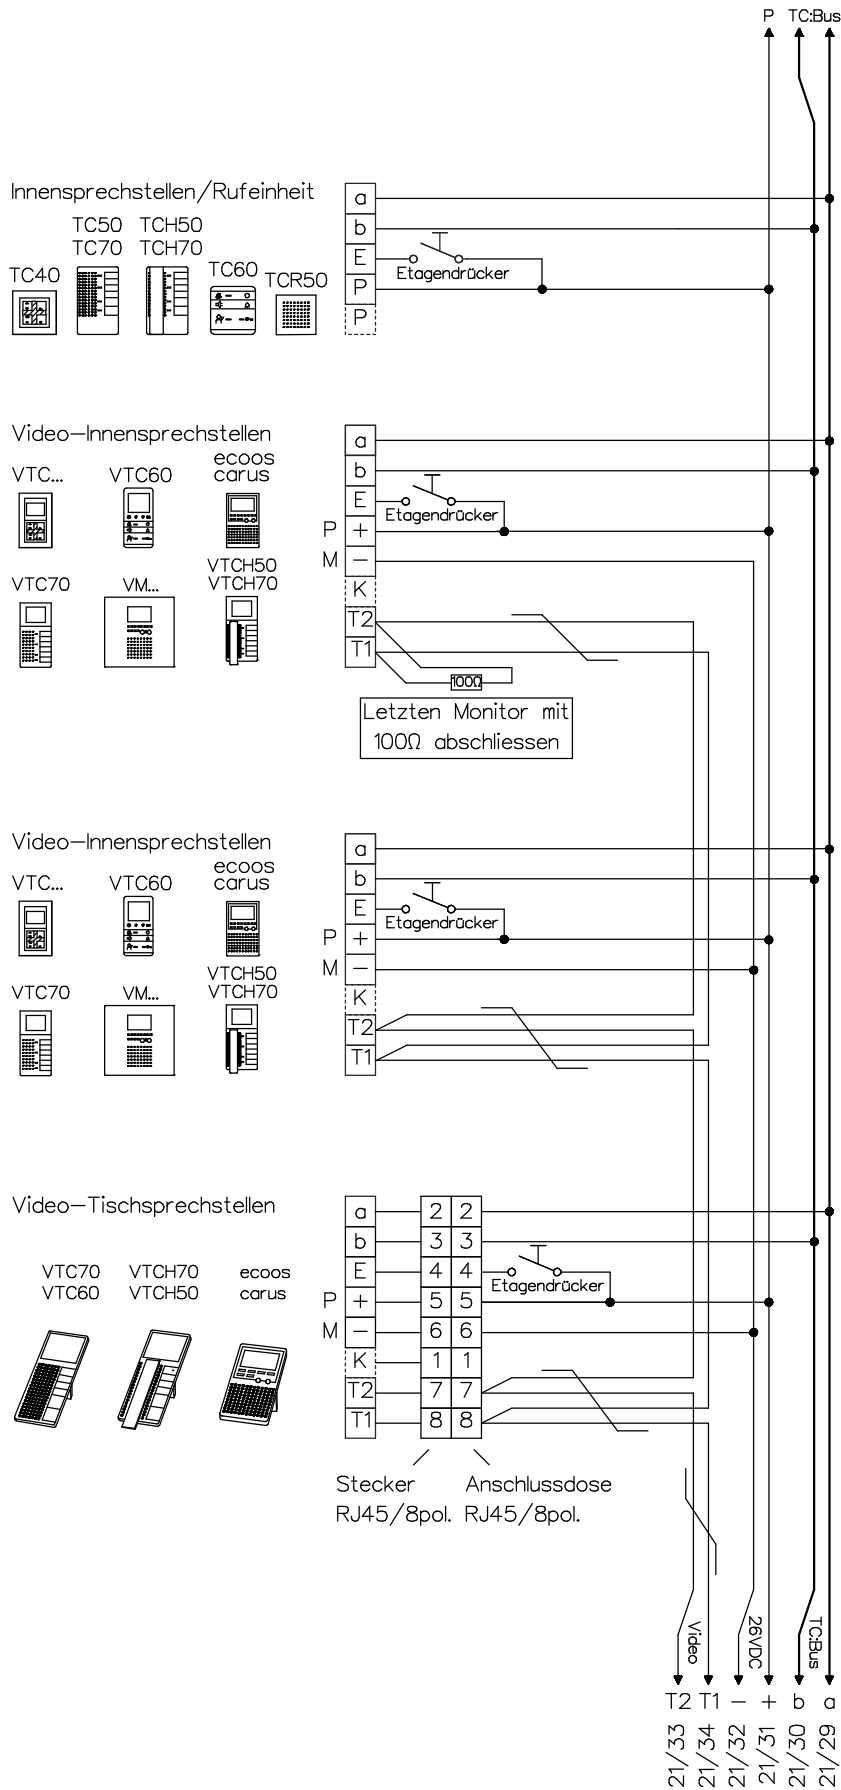 P TC:Bus
Innensprechstellen/Rufeinheit
TC50 TCH50
TC70 TCH70
TC40 TC60 TCR50
a
b
E
Etagendrücker
P
P
Video-Innensprechstellen
VTC... VTC60 ecoos
carus
VTCH50
VTC70 VM... VTCH70
a
b
E
Etagendrücker
P +
M -
K
T2
T1
100Ω
Letzten Monitor mit
100Ω abschliessen
Video-Innensprechstellen
VTC... VTC60 ecoos
carus
VTCH50
VTC70 VM... VTCH70
a
b
E
Etagendrücker
P +
M -
K
T2
T1
Video-Tischsprechstellen
VTC70 VTCH70 ecoos
VTC60 VTCH50 carus
a 2 2
b 3 3
E 4 4
Etagendrücker
P + 5 5
M - 6 6
K 1 1
T2 7 7
T1 8 8
Stecker Anschlussdose
RJ45/8pol. RJ45/8pol.
Video 26VDC TC:Bus
T2 T1 - + b a
21/33 21/34 21/32 21/31 21/30 21/29